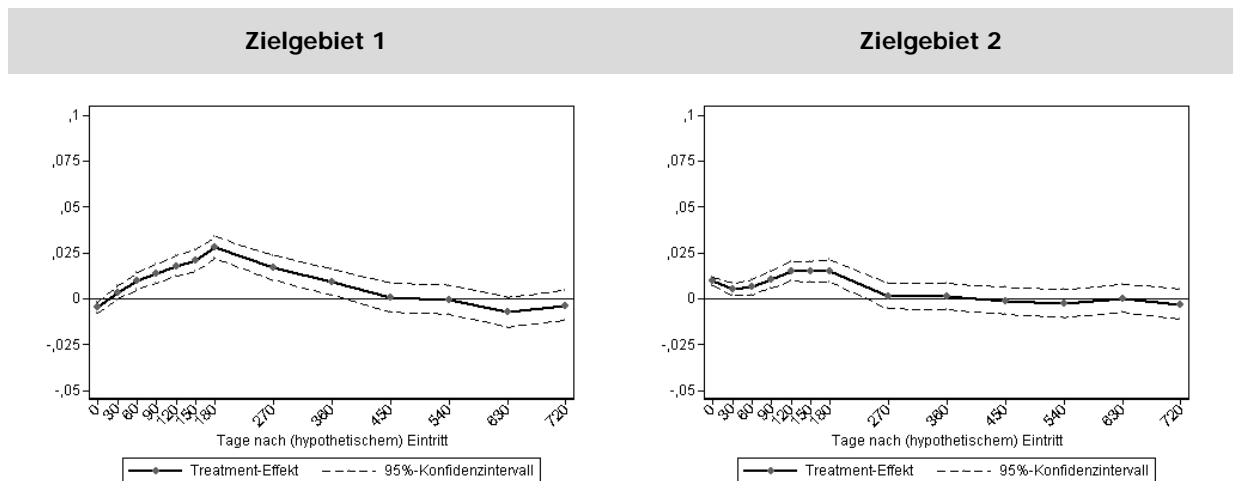 Zielgebiet 1 Zielgebiet 2
,1
,075
,05
,025
0
-,025
-,05
0 30 60 90 120 150 180 270 360 450 540 630 720
Tage nach (hypothetischem) Eintritt
Treatment-Effekt 95%-Konfidenzintervall
,1
,075
,05
,025
0
-,025
-,05
0 30 60 90 120 150 180 270 360 450 540 630 720
Tage nach (hypothetischem) Eintritt
Treatment-Effekt 95%-Konfidenzintervall